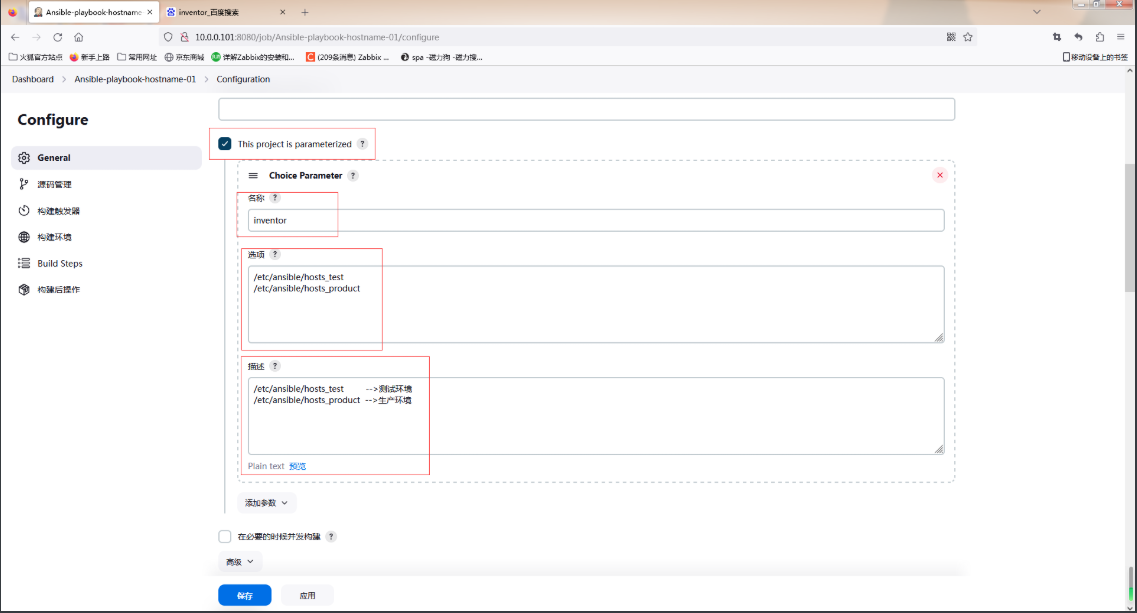 Ansible-playbook-hostname-01
inventor_百度搜索
10.0.0.101:8080/job/Ansible-playbook-hostname-01/configure
火狐官方站点 新手上路 常用网址 京东商城 详解Zabbix的安装和... (209条消息) Zabbix ... spa -磁力狗 -磁力搜... 移动设备上的书签
Dashboard > Ansible-playbook-hostname-01 > Configuration
Configure
General
源码管理
构建触发器
构建环境
Build Steps
构建后操作
This project is parameterized ?
Choice Parameter ?
名称 ?
inventor
选项 ?
/etc/ansible/hosts_test
/etc/ansible/hosts_product
描述 ?
/etc/ansible/hosts_test -->测试环境
/etc/ansible/hosts_product -->生产环境
Plain text 预览
添加参数
在必要的时候并发构建 ?
高级
保存 应用